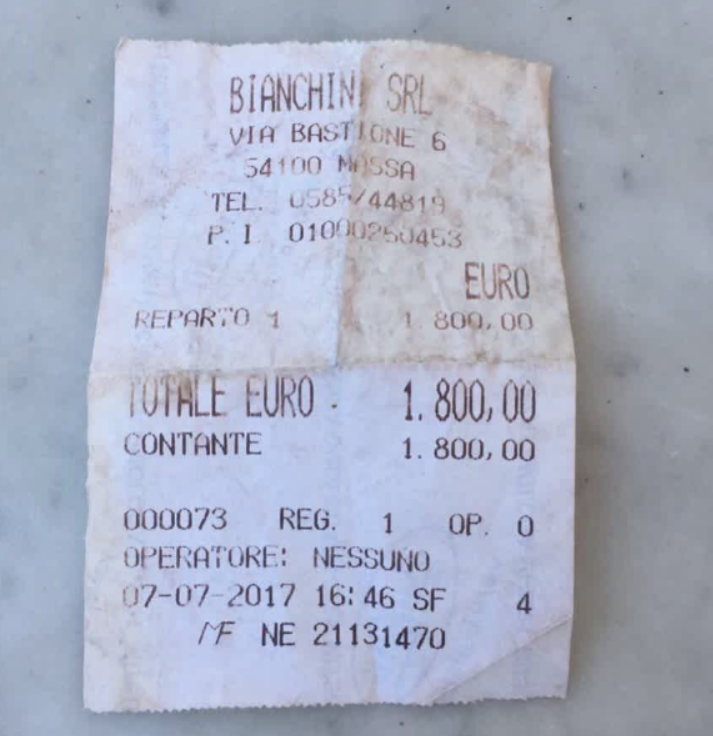 BIANCHINI SRL
VIA BASTIONE 6
54100 MASSA
TEL. 0585/44819
P. I. 01000250453
EURO
REPARTO 1 1.800,00
TOTALE EURO 1.800,00
CONTANTE 1.800,00
000073 REG. 1 OP. 0
OPERATORE: NESSUNO
07-07-2017 16:46 SF 4
MF NE 21131470